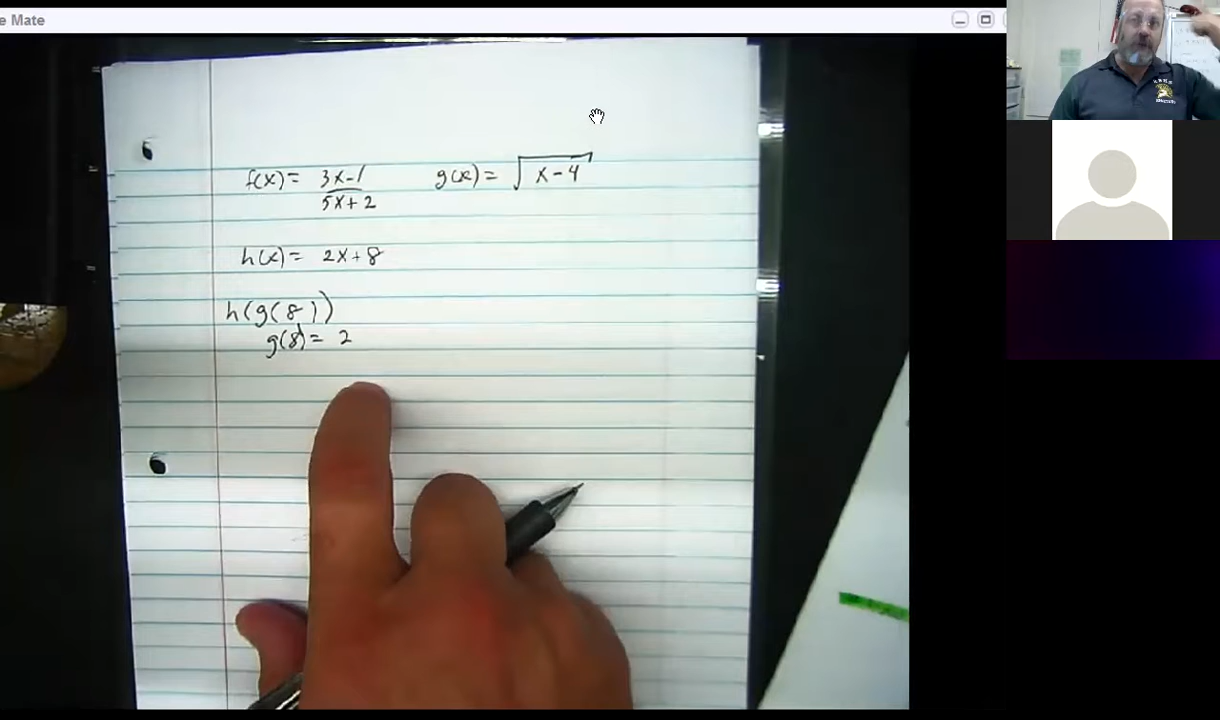 e Mate
f(x) = 3x-1 g(x) = √x-4
5x+2
h(x) = 2x+8
h(g(8))
g(8) = 2